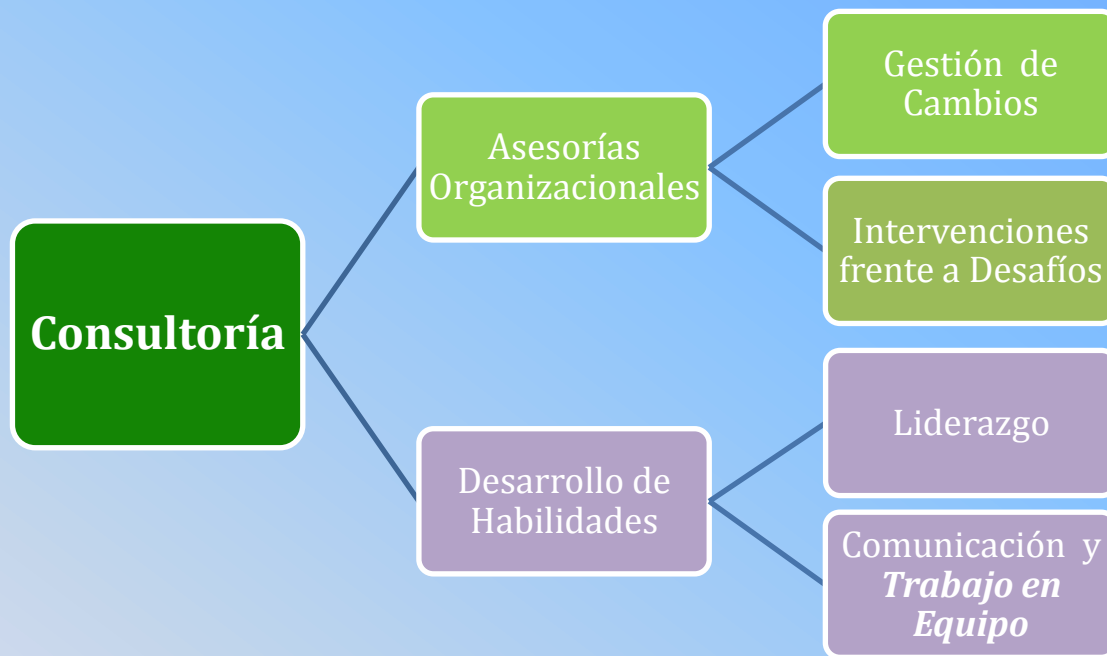 Consultoría
Asesorías
Organizacionales
Gestión de
Cambios
Intervenciones
frente a Desafíos
Desarrollo de
Habilidades
Liderazgo
Comunicación y
Trabajo en
Equipo